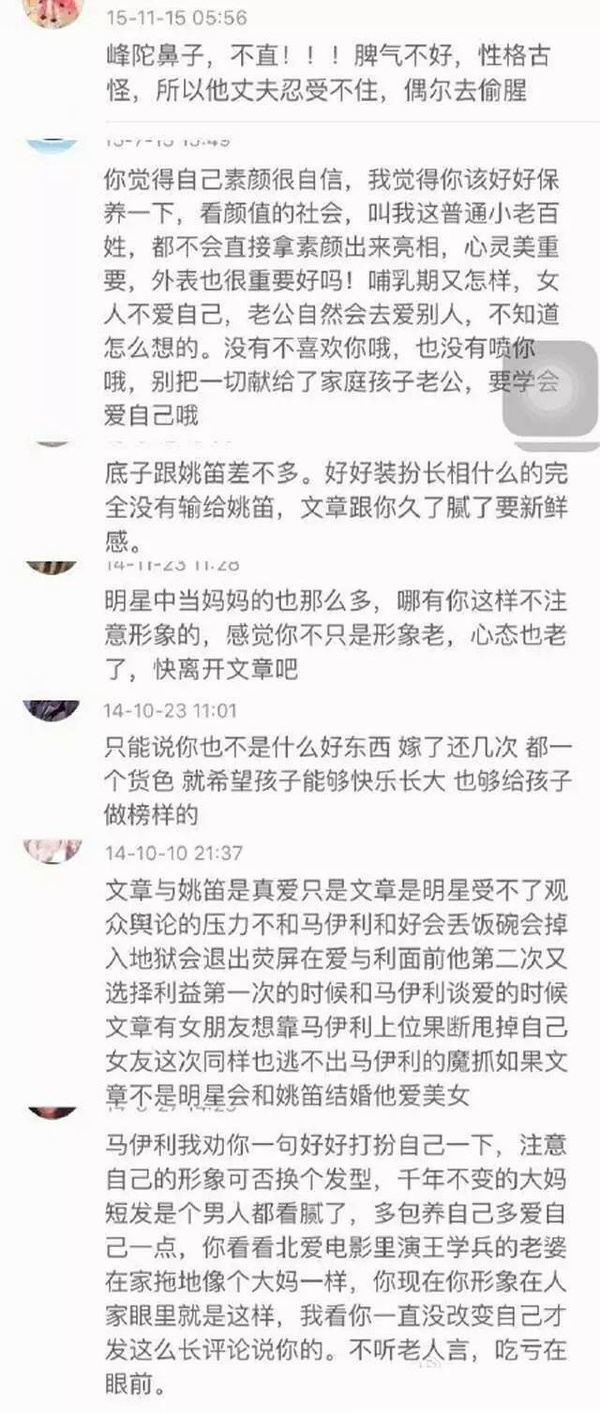 15-11-15 05:56
峰陀鼻子，不直！！！脾气不好，性格古
怪，所以他丈夫忍受不住，偶尔去偷腥
你觉得自己素颜很自信，我觉得你该好好保
养一下，看颜值的社会，叫我这普通小老百
姓，都不会直接拿素颜出来亮相，心灵美重
要，外表也很重要好吗！哺乳期又怎样，女
人不爱自己，老公自然会去爱别人，不知道
怎么想的。没有不喜欢你哦，也没有喷你
哦，别把一切献给了家庭孩子老公，要学会
爱自己哦
底子跟姚笛差不多。好好装扮长相什么的完
全没有输给姚笛，文章跟你久了腻了要新鲜
感。
14-11-23 11:28
明星中当妈妈的也那么多，哪有你这样不注
意形象的，感觉你不只是形象老，心态也老
了，快离开文章吧
14-10-23 11:01
只能说你也不是什么好东西 嫁了还几次 都一
个货色 就希望孩子能够快乐长大 也够给孩子
做榜样的
14-10-10 21:37
文章与姚笛是真爱只是文章是明星受不了观
众舆论的压力不和马伊利和好会丢饭碗会掉
入地狱会退出荧屏在爱与利面前他第二次又
选择利益第一次的时候和马伊利谈爱的时候
文章有女朋友想靠马伊利上位果断甩掉自己
女友这次同样也逃不出马伊利的魔抓如果文
章不是明星会和姚笛结婚他爱美女
马伊利我劝你一句好好打扮自己一下，注意
自己的形象可否换个发型，千年不变的大妈
短发是个男人都看腻了，多包养自己多爱自
己一点，你看看北爱电影里演王学兵的老婆
在家拖地像个大妈一样，你现在你形象在人
家眼里就是这样，我看你一直没改变自己才
发这么长评论说你的。不听老人言，吃亏在
眼前。